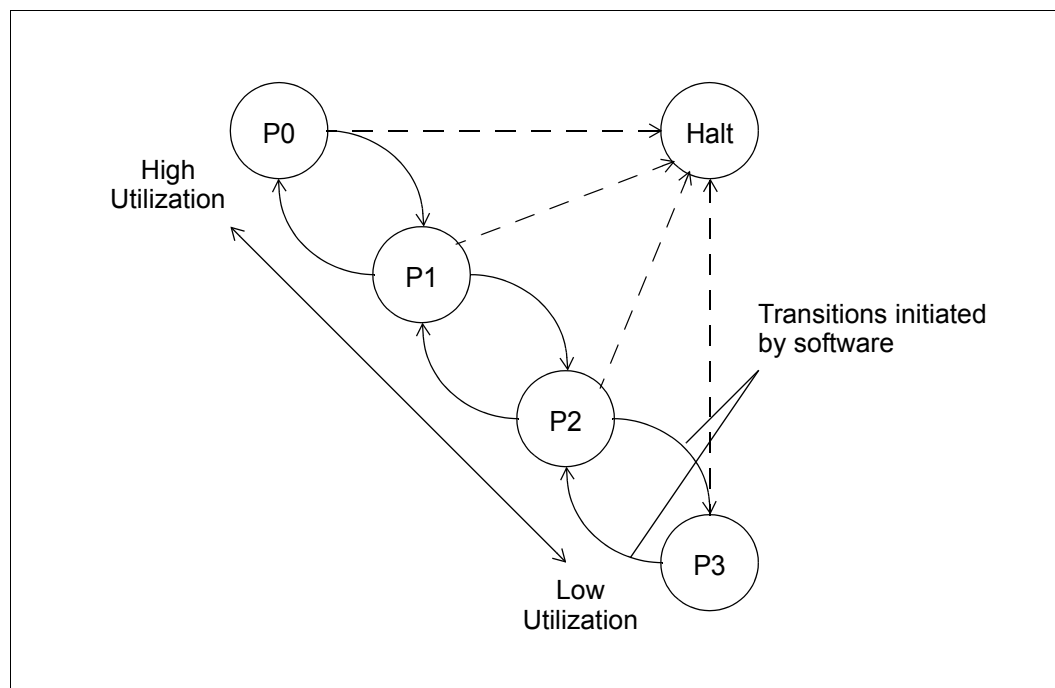 P0
Halt
High
Utilization
P1
Transitions initiated
by software
P2
P3
Low
Utilization